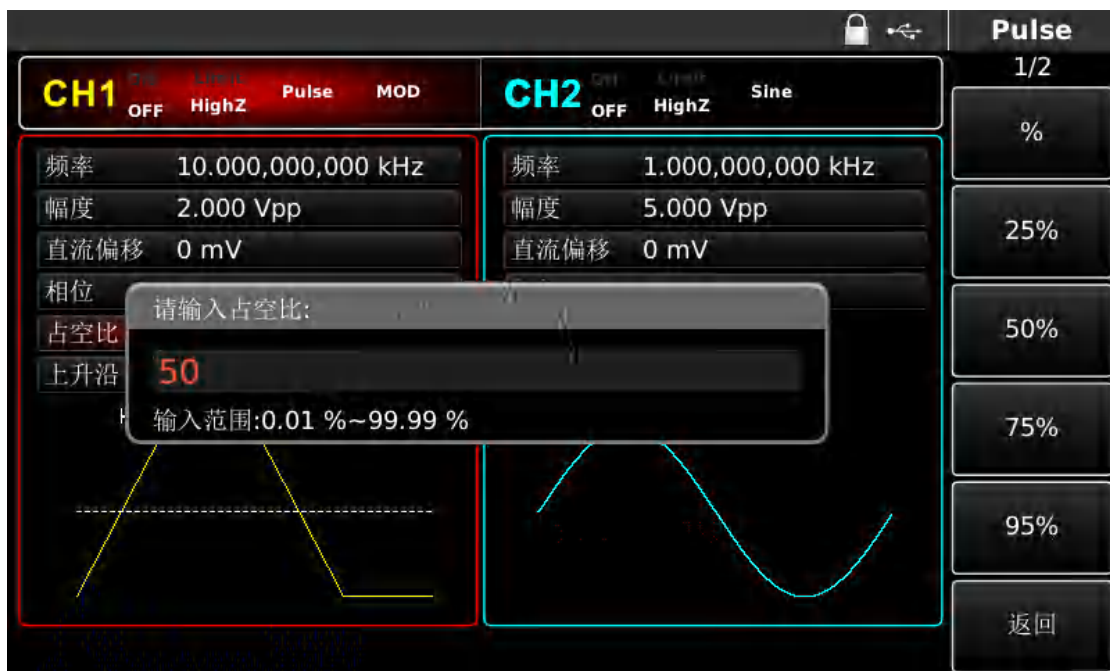 Pulse
1/2
CH1 OFF HighZ Pulse MOD
CH2 OFF HighZ Sine
频率 10.000,000,000 kHz
幅度 2.000 Vpp
直流偏移 0 mV
相位
占空比
上升沿
频率 1.000,000,000 kHz
幅度 5.000 Vpp
直流偏移 0 mV
请输入占空比:
50
输入范围:0.01 %~99.99 %
%
25%
50%
75%
95%
返回